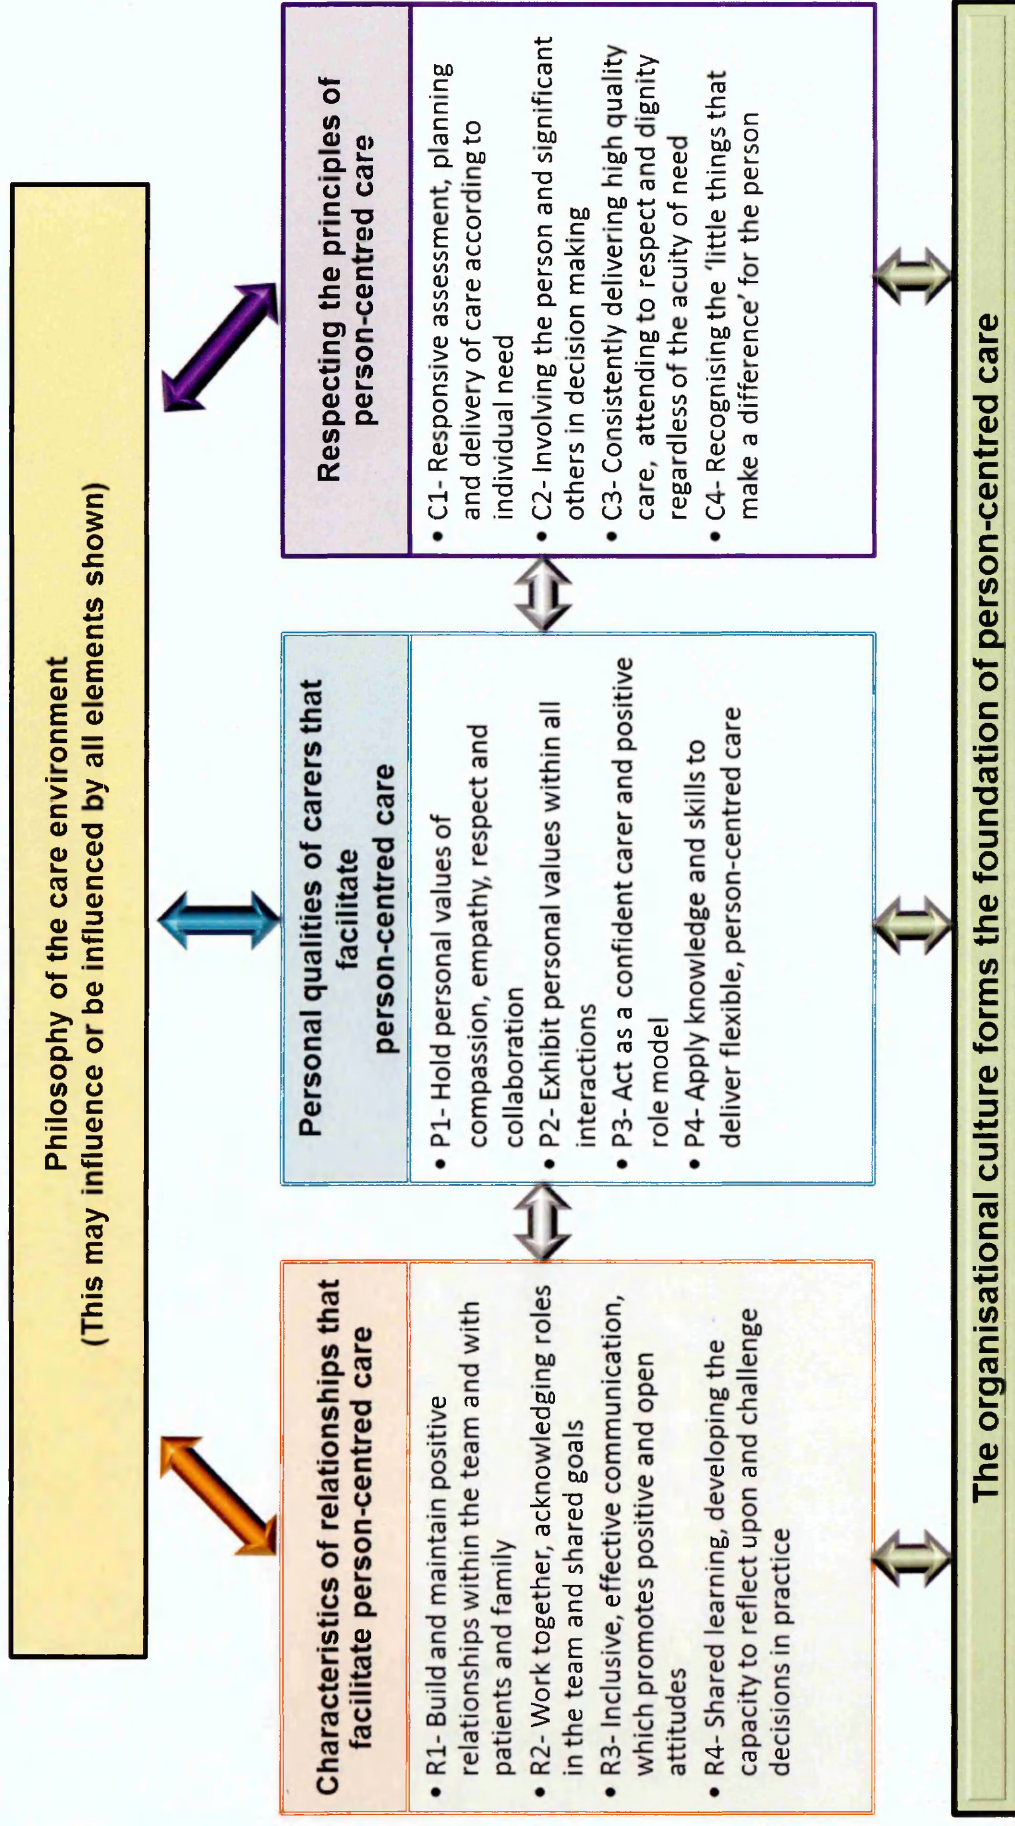 Philosophy of the care environment
(This may influence or be influenced by all elements shown)
Characteristics of relationships that
facilitate person-centred care
• R1- Build and maintain positive
relationships within the team and with
patients and family
• R2- Work together, acknowledging roles
in the team and shared goals
• R3- Inclusive, effective communication,
which promotes positive and open
attitudes
• R4- Shared learning, developing the
capacity to reflect upon and challenge
decisions in practice
Personal qualities of carers that
facilitate
person-centred care
• P1- Hold personal values of
compassion, empathy, respect and
collaboration
• P2- Exhibit personal values within all
interactions
• P3- Act as a confident carer and positive
role model
• P4- Apply knowledge and skills to
deliver flexible, person-centred care
Respecting the principles of
person-centred care
• C1- Responsive assessment, planning
and delivery of care according to
individual need
• C2- Involving the person and significant
others in decision making
• C3- Consistently delivering high quality
care, attending to respect and dignity
regardless of the acuity of need
• C4- Recognising the ‘little things that
make a difference’ for the person
The organisational culture forms the foundation of person-centred care